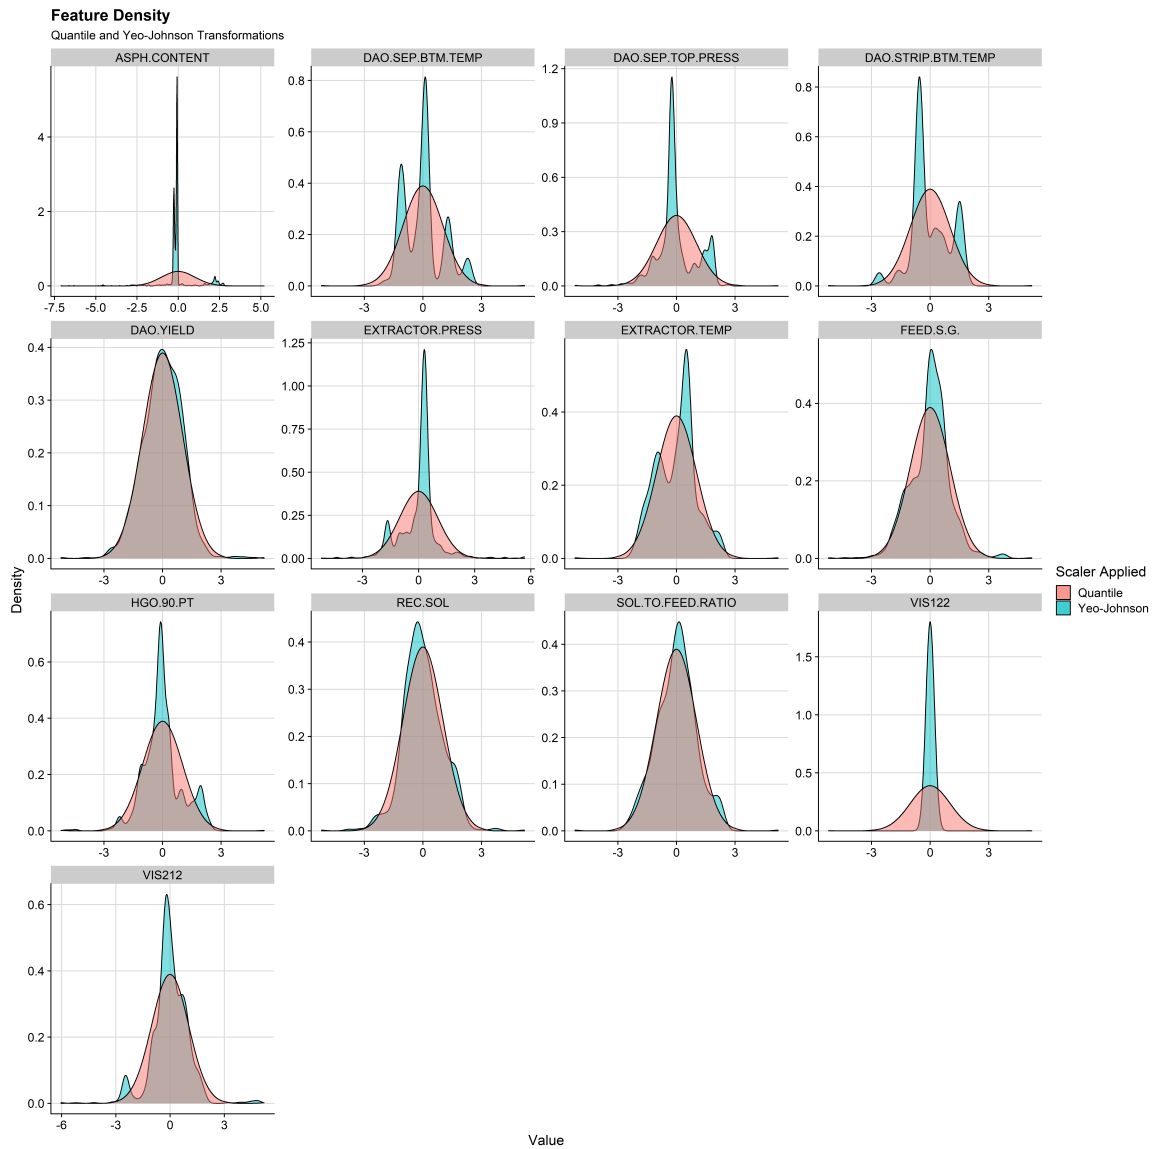 Feature Density
Quantile and Yeo-Johnson Transformations
ASPH.CONTENT DAO.SEP.BTM.TEMP DAO.SEP.TOP.PRESS DAO.STRIP.BTM.TEMP
4
2
0
-7.5 -5.0 -2.5 0.0 2.5 5.0
0.8
0.6
0.4
0.2
0.0
-3 0 3
1.2
0.9
0.6
0.3
0.0
-3 0 3
0.8
0.6
0.4
0.2
0.0
-3 0 3
DAO.YIELD EXTRACTOR.PRESS EXTRACTOR.TEMP FEED.S.G.
0.4
0.3
0.2
0.1
0.0
-3 0 3
1.25
1.00
0.75
0.50
0.25
0.00
-3 0 3 6
0.4
0.2
0.0
-3 0 3
0.4
0.2
0.0
-3 0 3
HGO.90.PT REC.SOL SOL.TO.FEED.RATIO VIS122
0.6
0.4
0.2
0.0
-3 0 3
0.4
0.3
0.2
0.1
0.0
-3 0 3
0.4
0.3
0.2
0.1
0.0
-3 0 3
1.5
1.0
0.5
0.0
-3 0 3
VIS212
0.6
0.4
0.2
0.0
-6 -3 0 3
Density
Value
Scaler Applied
Quantile
Yeo-Johnson